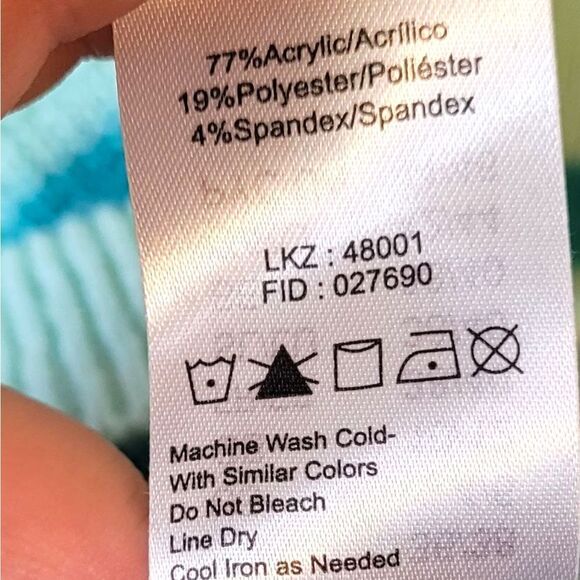 77%Acrylic/Acrílico
19%Polyester/Poliéster
4%Spandex/Spandex
LKZ : 48001
FID : 027690
Machine Wash Cold-
With Similar Colors
Do Not Bleach
Line Dry
Cool Iron as Needed